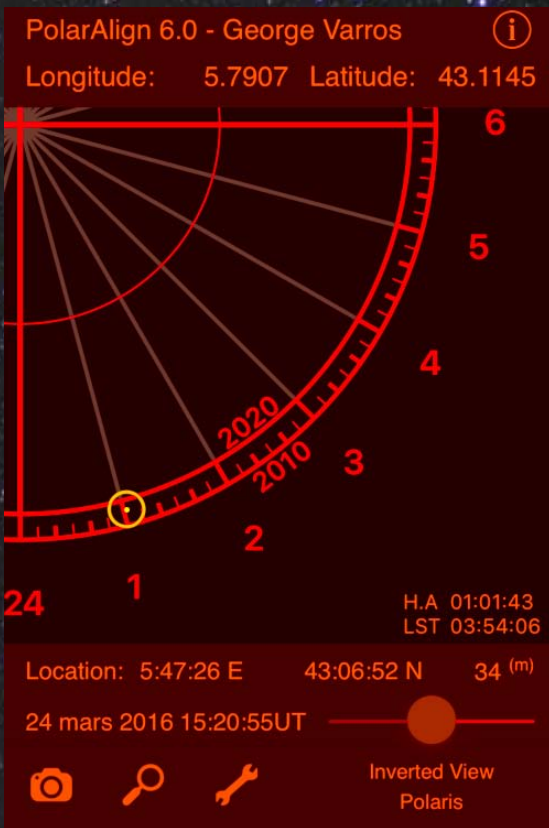 PolarAlign 6.0 - George Varros i
Longitude: 5.7907 Latitude: 43.1145
6
5
4
2020
2010
3
2
1
24
H.A 01:01:43
LST 03:54:06
Location: 5:47:26 E 43:06:52 N 34 (m)
24 mars 2016 15:20:55UT
Inverted View
Polaris